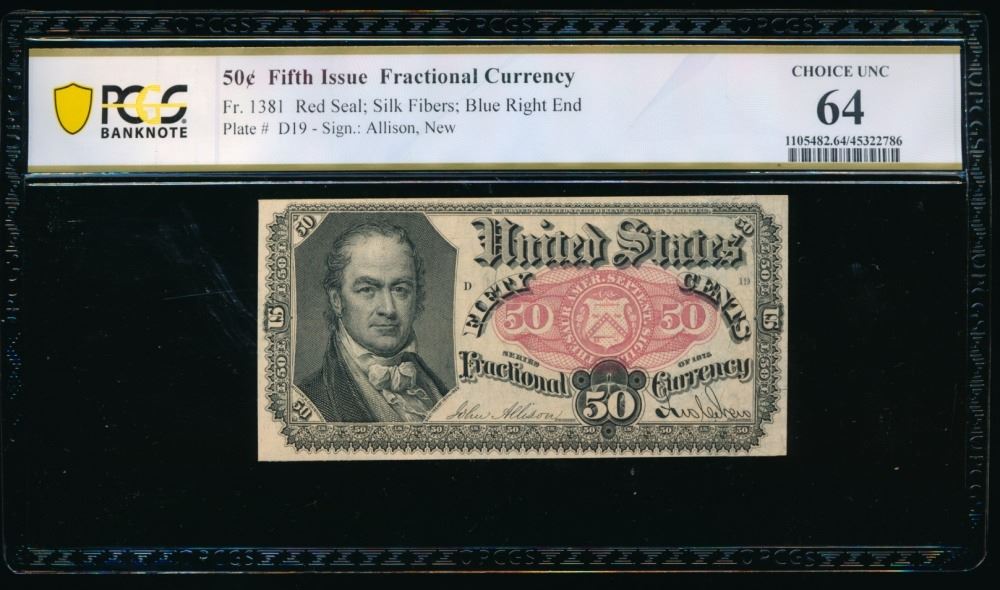 50¢ Fifth Issue Fractional Currency
Fr. 1381 Red Seal; Silk Fibers; Blue Right End
Plate # D19 - Sign.: Allison, New
PCGS
BANKNOTE
CHOICE UNC
64
1105482.64/45322786
50
United States
D
19
FIFTY CENTS
50
50
SERIES OF 1875
Fractional Currency
50
50
John Allison